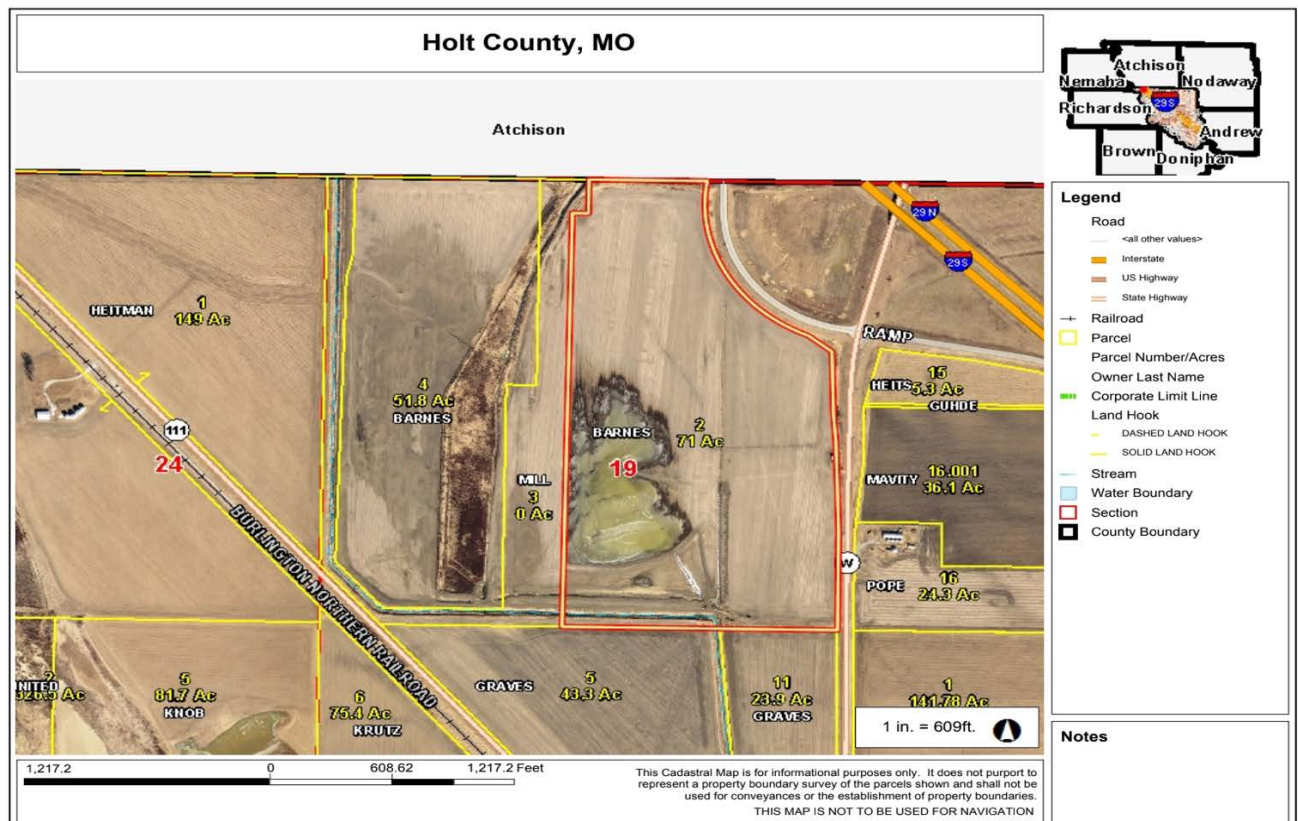 Holt County, MO
Atchison
Atchison
Nemaha
Nodaway
29 S
Richardson
Andrew
Brown
Doniphan
29 N
29 S
HEITMAN
1
149 Ac
RAMP
4
51.8 Ac
BARNES
BARNES
2
71 Ac
19
HEITS
15
5.3 Ac
GUHDE
111
24
MILL
3
0 Ac
MAVITY
16.001
36.1 Ac
BURLINGTON NORTHERN RAILROAD
W
POPE
16
24.3 Ac
NITED
5
81.7 Ac
KNOB
6
75.4 Ac
KRUTZ
GRAVES
5
43.3 Ac
11
23.9 Ac
GRAVES
1
141.78 Ac
1 in. = 609ft.
Legend
Road
<all other values>
Interstate
US Highway
State Highway
Railroad
Parcel
Parcel Number/Acres
Owner Last Name
Corporate Limit Line
Land Hook
DASHED LAND HOOK
SOLID LAND HOOK
Stream
Water Boundary
Section
County Boundary
Notes
1,217.2
0
608.62
1,217.2 Feet
This Cadastral Map is for informational purposes only. It does not purport to
represent a property boundary survey of the parcels shown and shall not be
used for conveyances or the establishment of property boundaries.
THIS MAP IS NOT TO BE USED FOR NAVIGATION